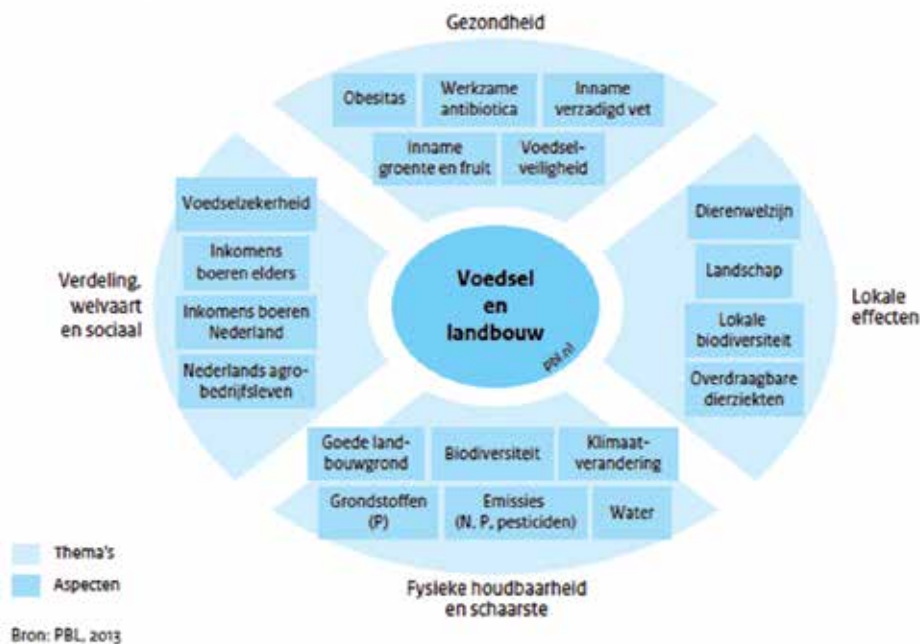 Gezondheid
Obesitas
Werkzame
antibiotica
Inname
verzadigd vet
Inname
groente en fruit
Voedsel-
veiligheid
Verdeling,
welvaart
en sociaal
Voedselzekerheid
Inkomens
boeren elders
Inkomens boeren
Nederland
Nederlands agro-
bedrijfsleven
Voedsel
en
landbouw
pbl.nl
Dierenwelzijn
Landschap
Lokale
biodiversiteit
Overdraagbare
dierziekten
Lokale
effecten
Goede land-
bouwgrond
Biodiversiteit
Klimaat-
verandering
Grondstoffen
(P)
Emissies
(N, P, pesticiden)
Water
Fysieke houdbaarheid
en schaarste
Thema's
Aspecten
Bron: PBL, 2013